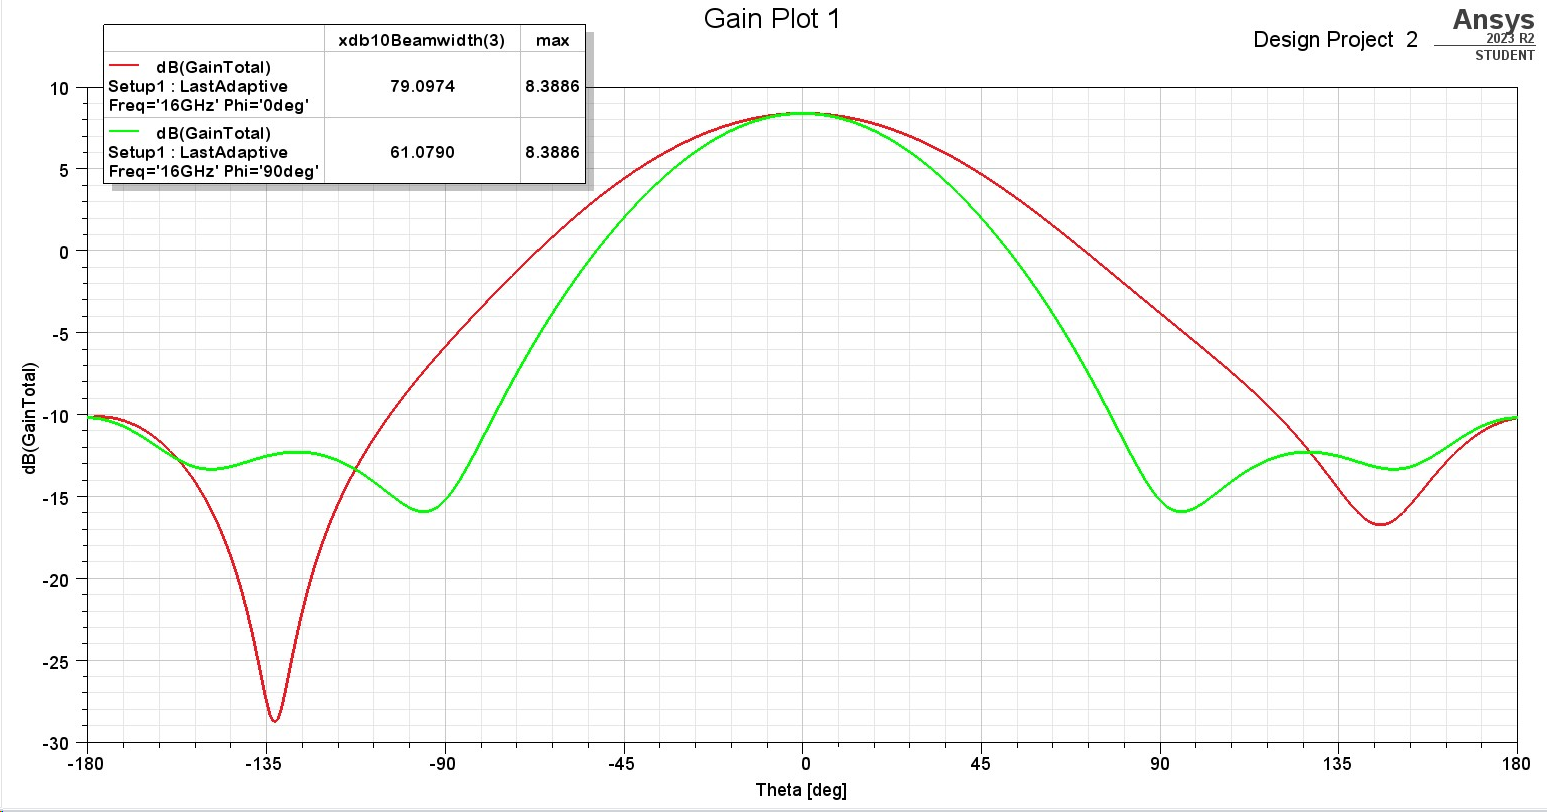 Gain Plot 1
Ansys
2023 R2
STUDENT
Design Project 2
xdb10Beamwidth(3) max
dB(GainTotal)
Setup1 : LastAdaptive 79.0974 8.3886
Freq='16GHz' Phi='0deg'
dB(GainTotal)
Setup1 : LastAdaptive 61.0790 8.3886
Freq='16GHz' Phi='90deg'
10
5
0
-5
-10
-15
-20
-25
-30
dB(GainTotal)
-180 -135 -90 -45 0 45 90 135 180
Theta [deg]